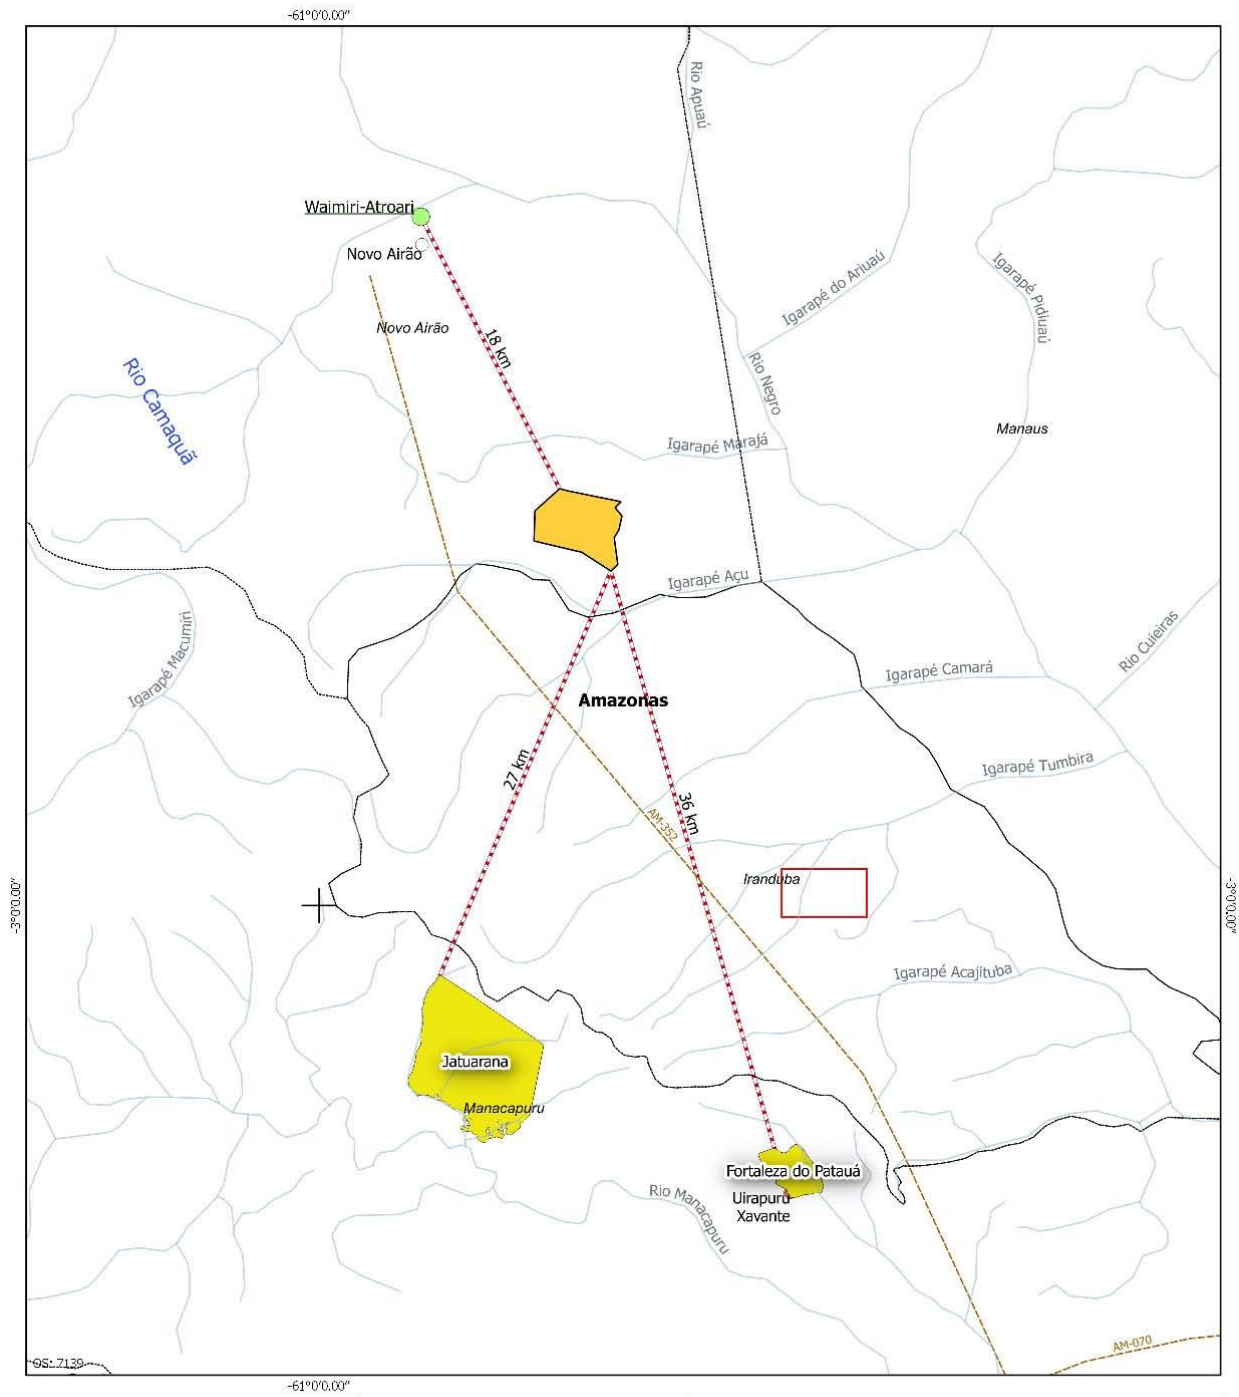 -61°0'0.00"
Rio Apuaú
Waimiri-Atroari
Novo Airão
Igarapé do Ariuaú
Igarapé Pidiuaú
Novo Airão
18 km
Rio Camaquã
Rio Negro
Igarapé Marajá
Manaus
Igarapé Açu
Igarapé Macumiri
Rio Cuieiras
Igarapé Camará
Amazonas
27 km
Igarapé Tumbira
36 km
AM-352
Iranduba
-3°0'0.00"
-3°0'0.00"
Igarapé Acajituba
Jatuarana
Manacapuru
Fortaleza do Patauá
Uirapuru
Xavante
Rio Manacapuru
AM-070
OS: 7139
-61°0'0.00"